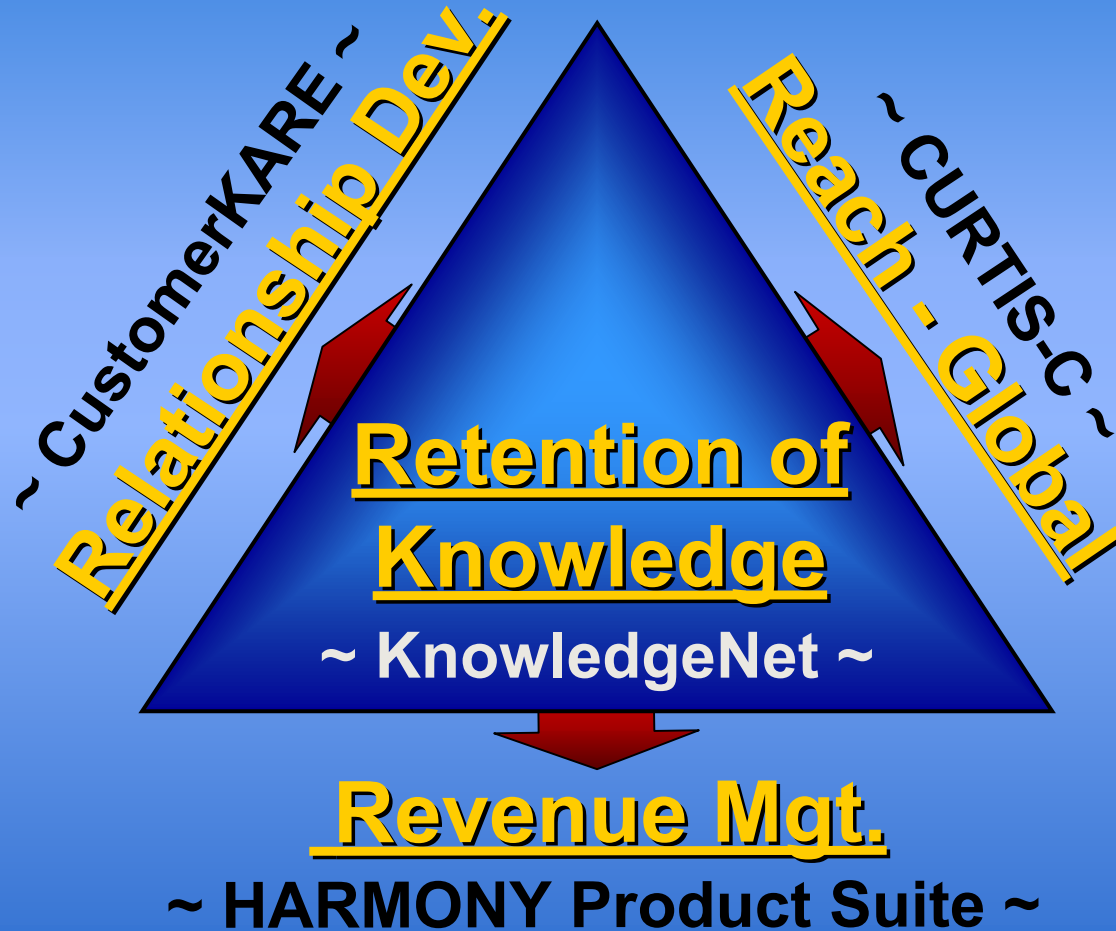 ~ CustomerKARE ~
Relationship Dev.
~ CURTIS-C ~
Reach - Global
Retention of
Knowledge
~ KnowledgeNet ~
Revenue Mgt.
~ HARMONY Product Suite ~